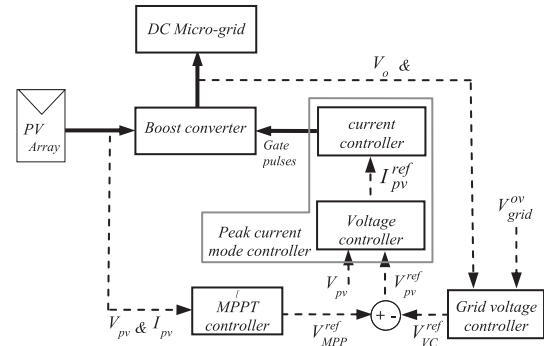 DC Micro-grid
V_o &
PV
Array
Boost converter
Gate
pulses
current
controller
I_pv^ref
V_grid^ov
Peak current
mode controller
Voltage
controller
V_pv
V_pv^ref
V_pv & I_pv
MPPT
controller
V_MPP^ref
+ -
V_VC^ref
Grid voltage
controller